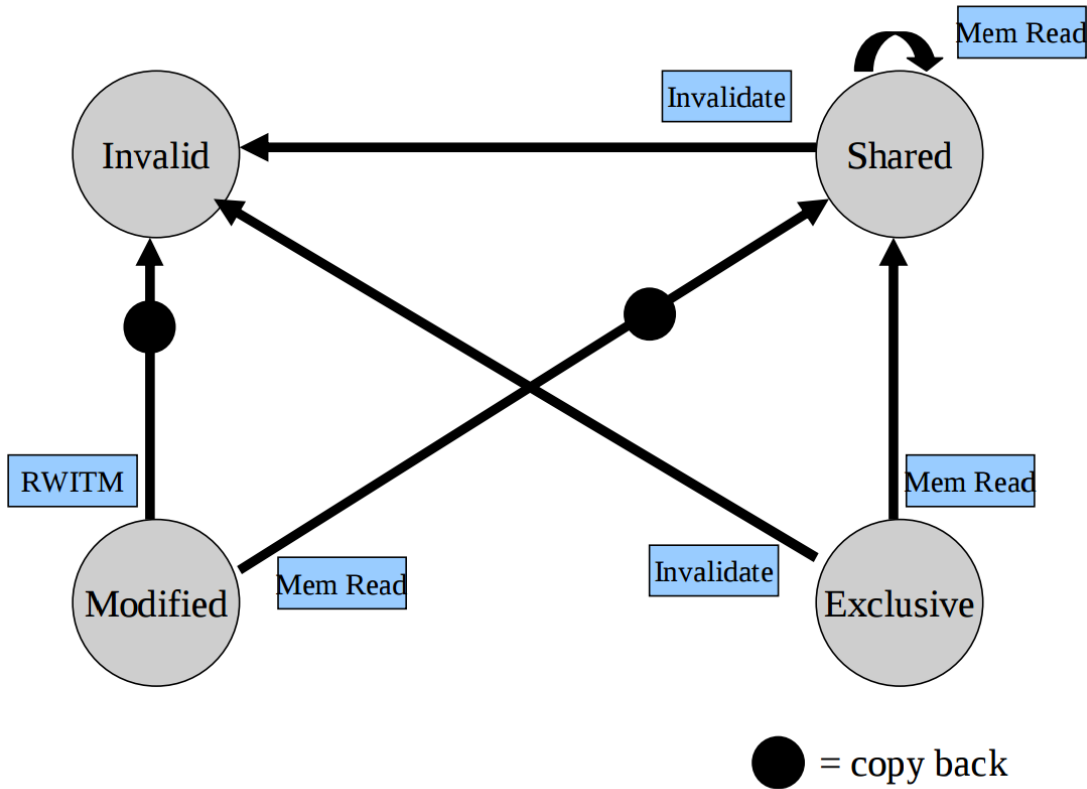 Mem Read
Invalidate
Invalid
Shared
RWITM
Mem Read
Mem Read
Invalidate
Modified
Exclusive
= copy back